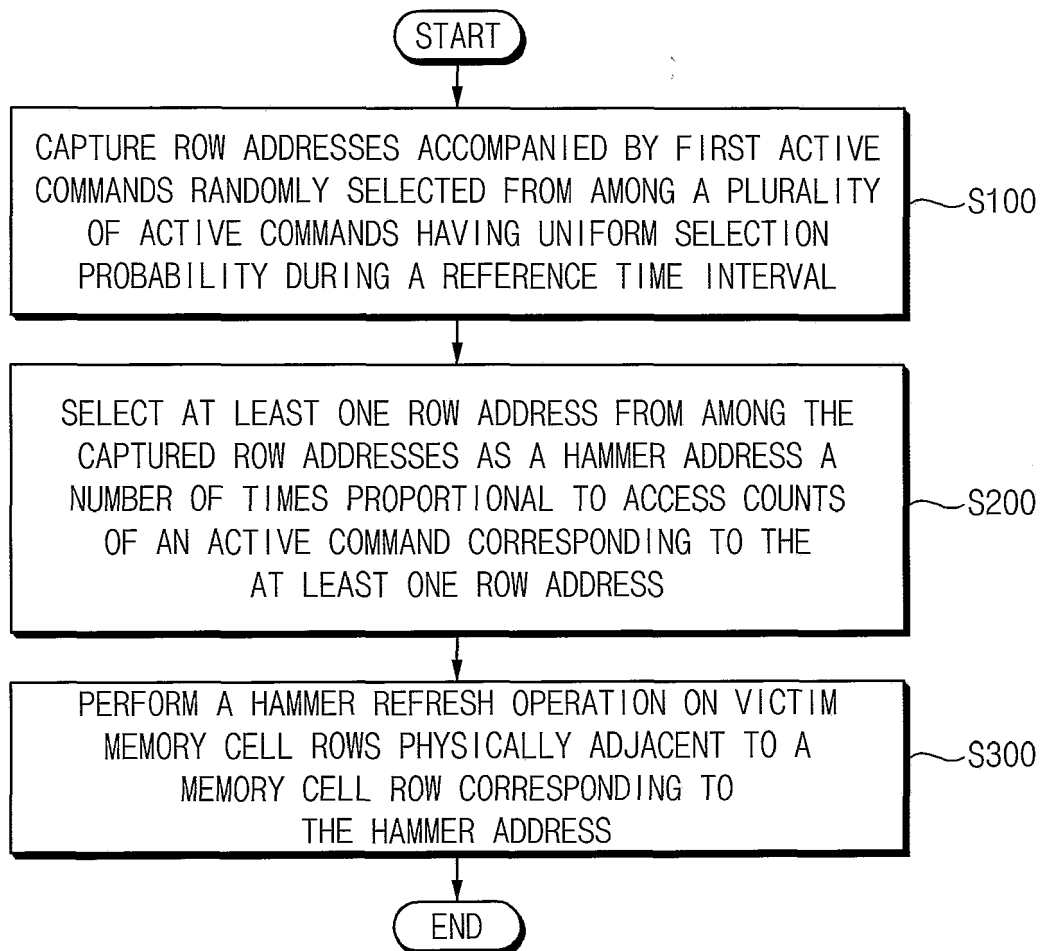 START
CAPTURE ROW ADDRESSES ACCOMPANIED BY FIRST ACTIVE
COMMANDS RANDOMLY SELECTED FROM AMONG A PLURALITY
OF ACTIVE COMMANDS HAVING UNIFORM SELECTION
PROBABILITY DURING A REFERENCE TIME INTERVAL
S100
SELECT AT LEAST ONE ROW ADDRESS FROM AMONG THE
CAPTURED ROW ADDRESSES AS A HAMMER ADDRESS A
NUMBER OF TIMES PROPORTIONAL TO ACCESS COUNTS
OF AN ACTIVE COMMAND CORRESPONDING TO THE
AT LEAST ONE ROW ADDRESS
S200
PERFORM A HAMMER REFRESH OPERATION ON VICTIM
MEMORY CELL ROWS PHYSICALLY ADJACENT TO A
MEMORY CELL ROW CORRESPONDING TO
THE HAMMER ADDRESS
S300
END